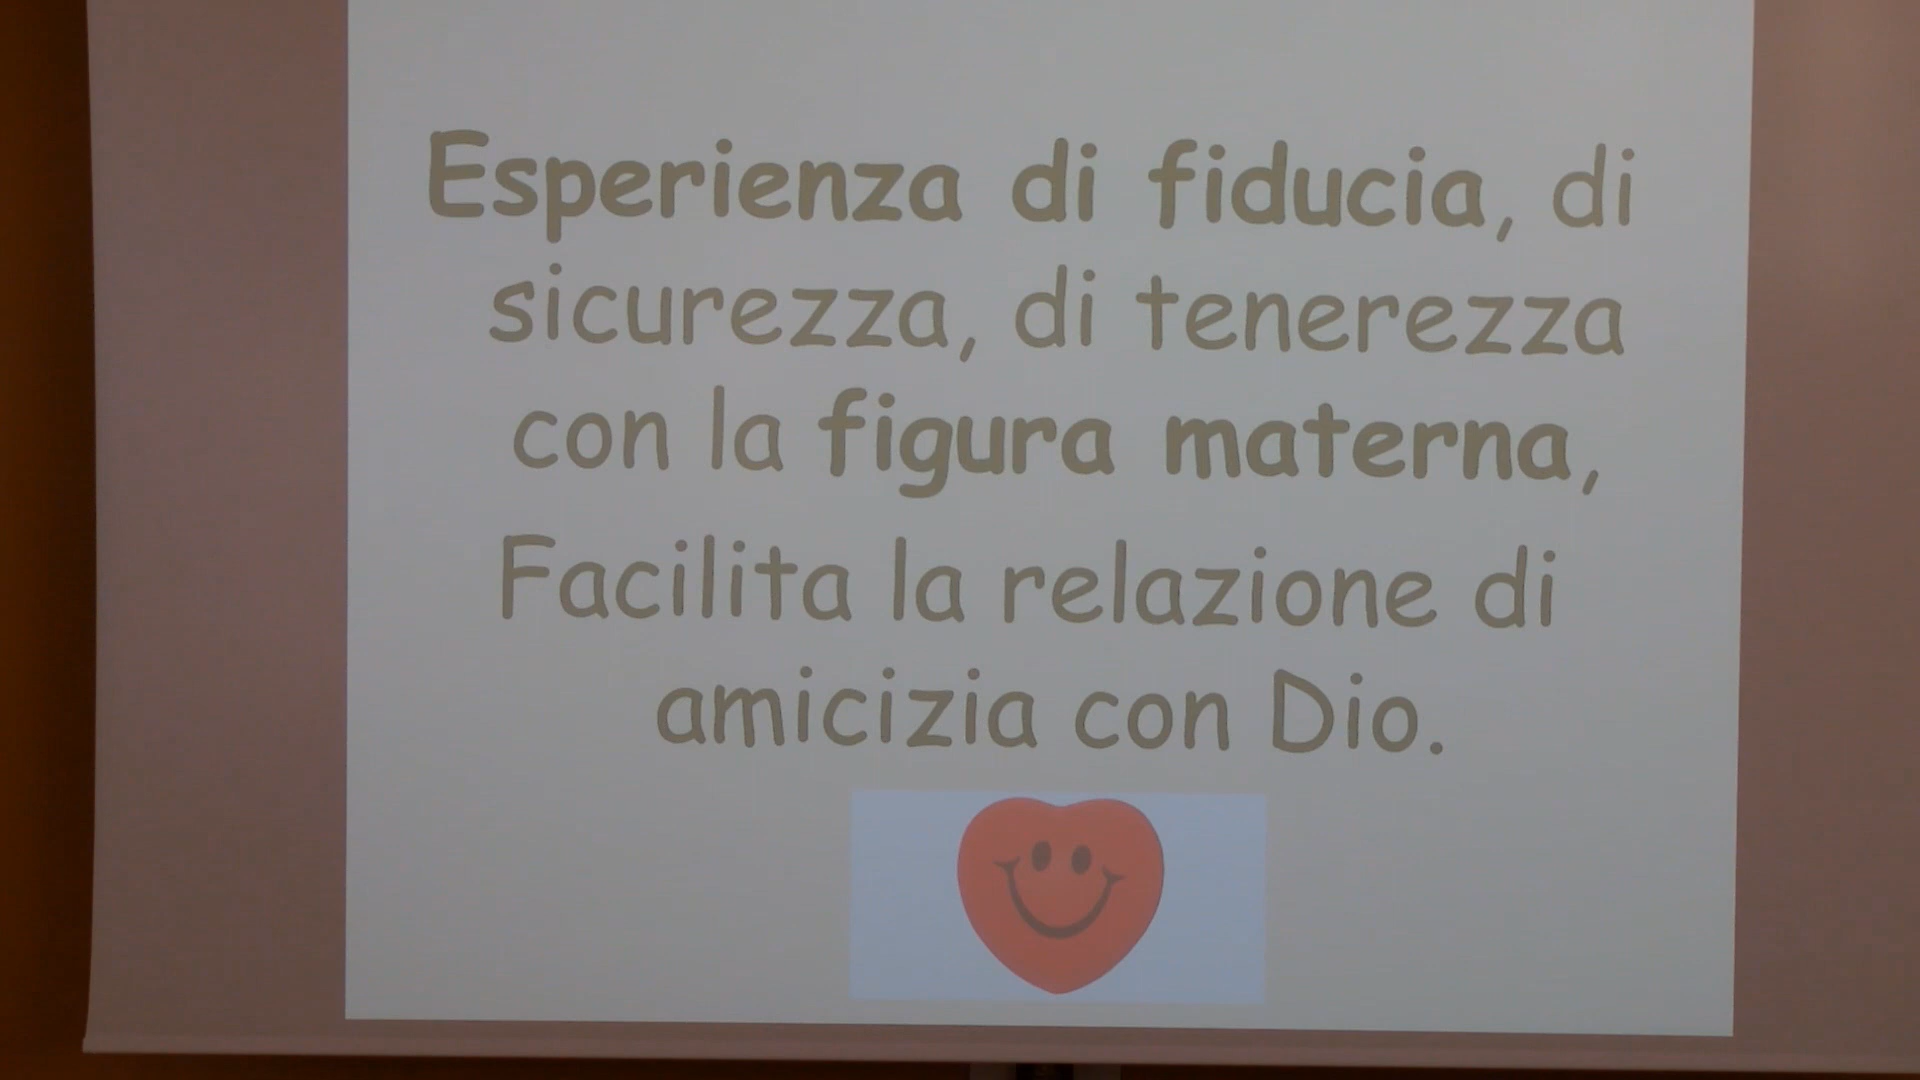 Esperienza di fiducia, di
sicurezza, di tenerezza
con la figura materna,
Facilita la relazione di
amicizia con Dio.